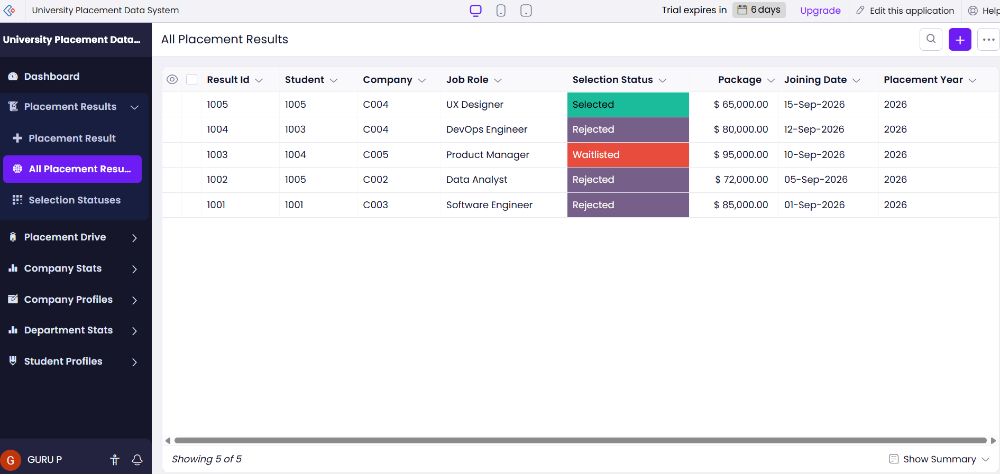 University Placement Data System
Trial expires in 6 days Upgrade Edit this application Help
University Placement Data...
Dashboard
Placement Results
Placement Result
All Placement Resu...
Selection Statuses
Placement Drive
Company Stats
Company Profiles
Department Stats
Student Profiles
G GURU P
All Placement Results
Result Id Student Company Job Role Selection Status Package Joining Date Placement Year
1005 1005 C004 UX Designer Selected $ 65,000.00 15-Sep-2026 2026
1004 1003 C004 DevOps Engineer Rejected $ 80,000.00 12-Sep-2026 2026
1003 1004 C005 Product Manager Waitlisted $ 95,000.00 10-Sep-2026 2026
1002 1005 C002 Data Analyst Rejected $ 72,000.00 05-Sep-2026 2026
1001 1001 C003 Software Engineer Rejected $ 85,000.00 01-Sep-2026 2026
Showing 5 of 5
Show Summary